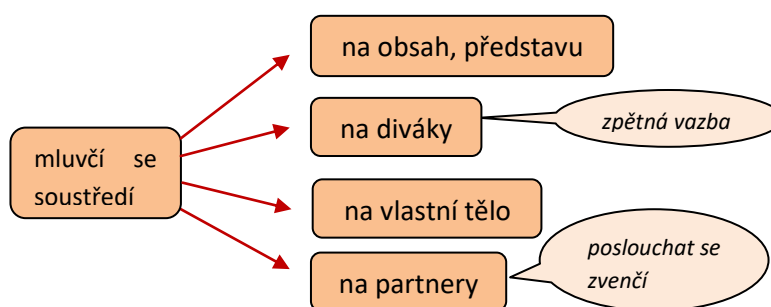 na obsah, představu
na diváky
zpětná vazba
mluvčí se
soustředí
na vlastní tělo
na partnery
poslouchat se
zvenčí